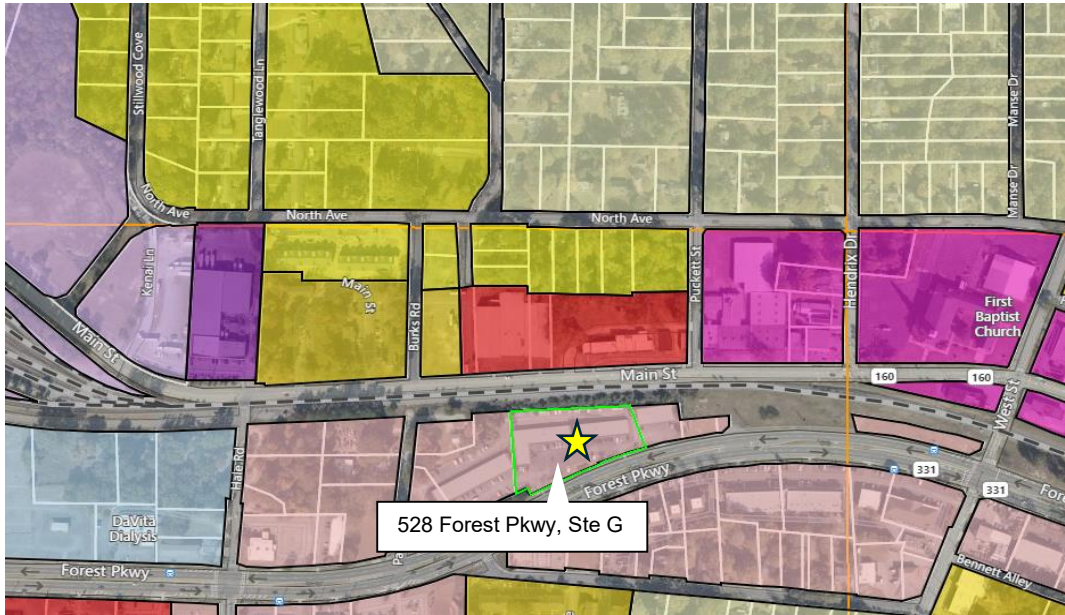 Stillwood Cove
Tanglewood Ln
Manse Dr
Manse Dr
North Ave
North Ave
North Ave
Kenai Ln
Main St
Burks Rd
Puckett St
Hendrix Dr
First
Baptist
Church
Main St
Main St
160
160
West St
Hale Rd
Forest Pkwy
331
331
DaVita
Dialysis
528 Forest Pkwy, Ste G
Forest Pkwy
Bennett Alley